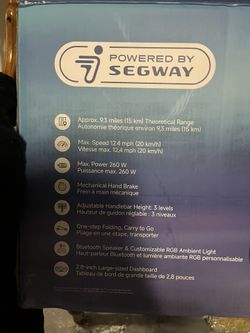 POWERED BY
SEGWAY
Approx. 9.3 miles (15 km) Theoretical Range
Autonomie théorique environ 9,3 miles (15 km)
Max. Speed 12.4 mph (20 km/h)
Vitesse max. 12,4 mph (20 km/h)
Max. Power 260 W
Puissance max. 260 W
Mechanical Hand Brake
Frein à main mécanique
Adjustable Handlebar Height: 3 levels
Hauteur de guidon réglable : 3 niveaux
One-step Folding, Carry to Go
Pliage en une étape, transporter
Bluetooth Speaker & Customizable RGB Ambient Light
Haut-parleur Bluetooth et lumière ambiante RGB personnalisable
2.8-inch Large-sized Dashboard
Tableau de bord de grande taille de 2,8 pouces